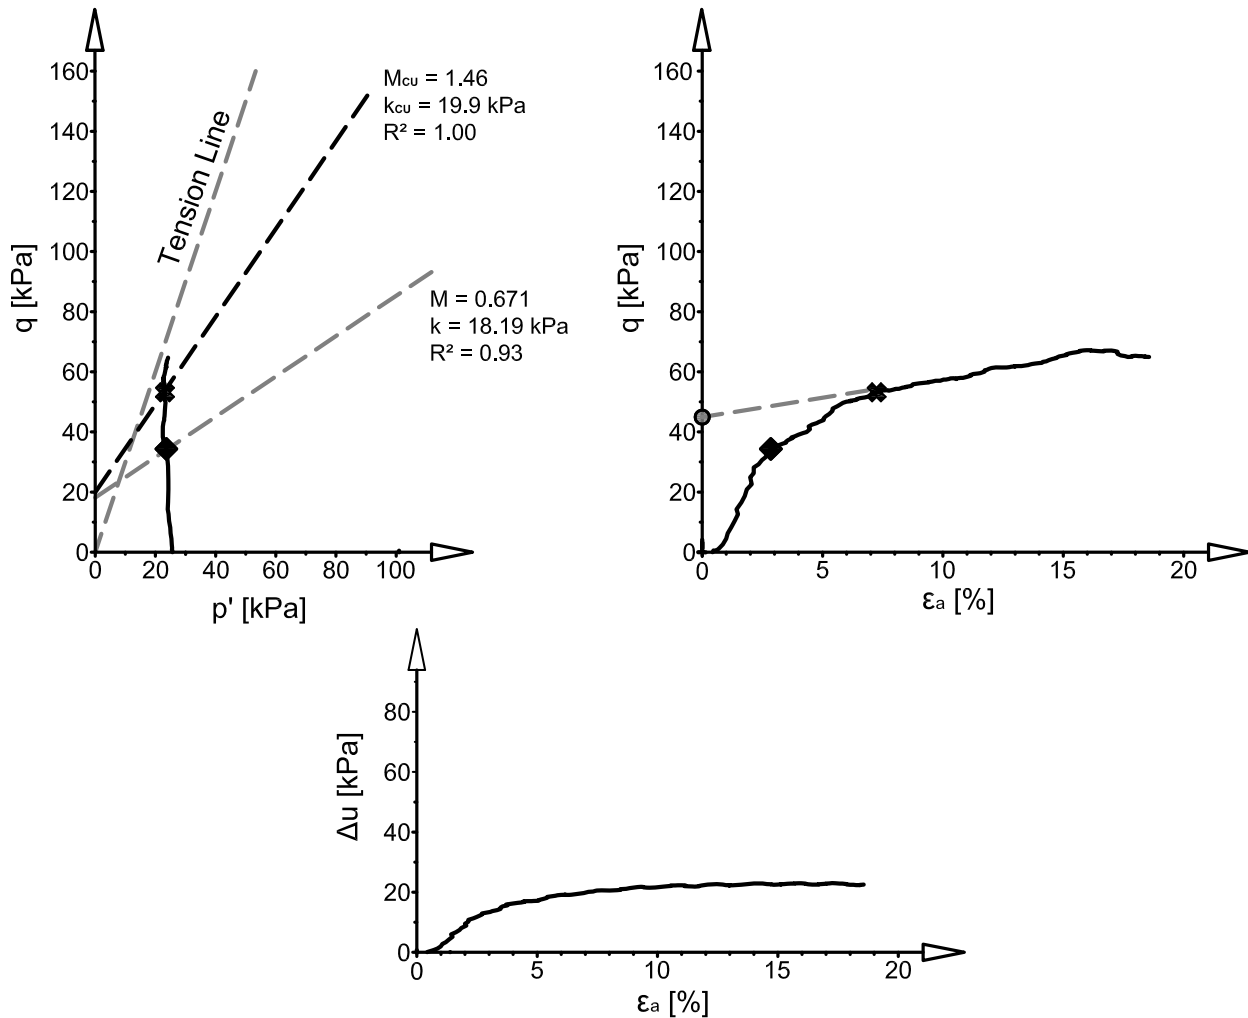 160
140
120
100
80
60
40
20
0
q [kPa]
0 20 40 60 80 100
p' [kPa]
Tension Line
Mcu = 1.46
kcu = 19.9 kPa
R² = 1.00
M = 0.671
k = 18.19 kPa
R² = 0.93
160
140
120
100
80
60
40
20
0
q [kPa]
0 5 10 15 20
εa [%]
80
60
40
20
0
Δu [kPa]
0 5 10 15 20
εa [%]